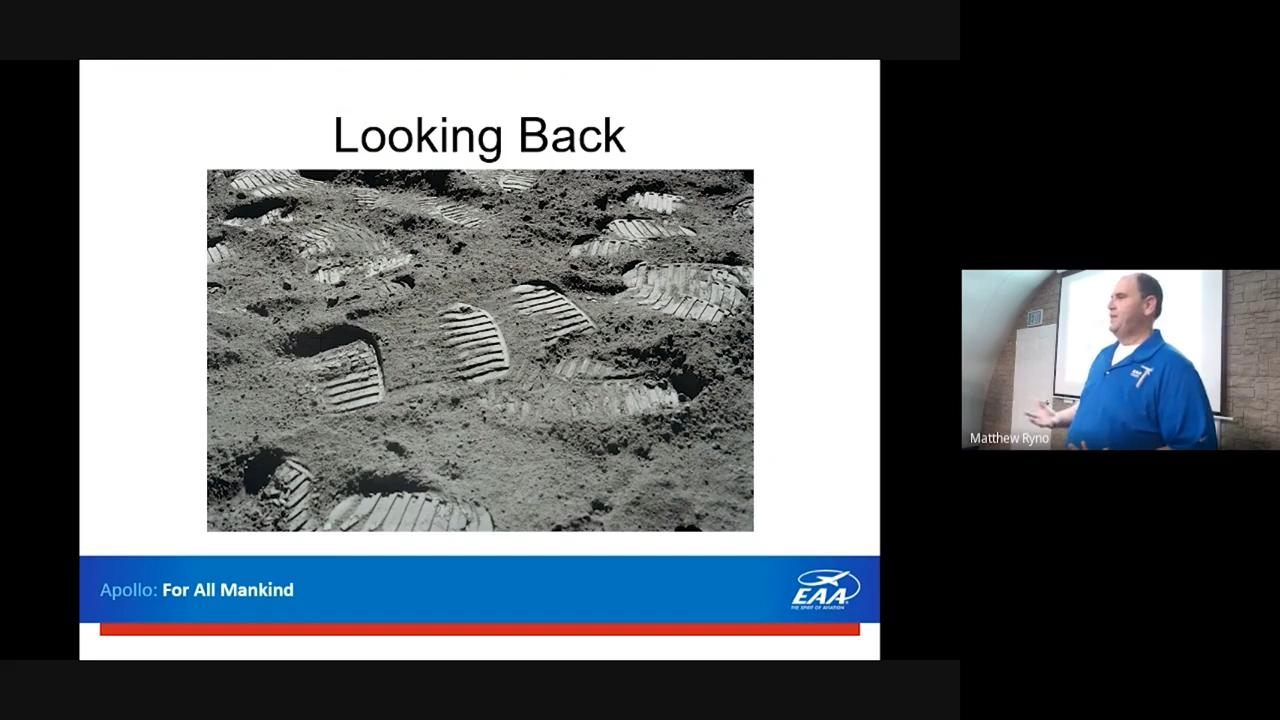 Looking Back
Apollo: For All Mankind
EAA
THE SPIRIT OF AVIATION
Matthew Ryno